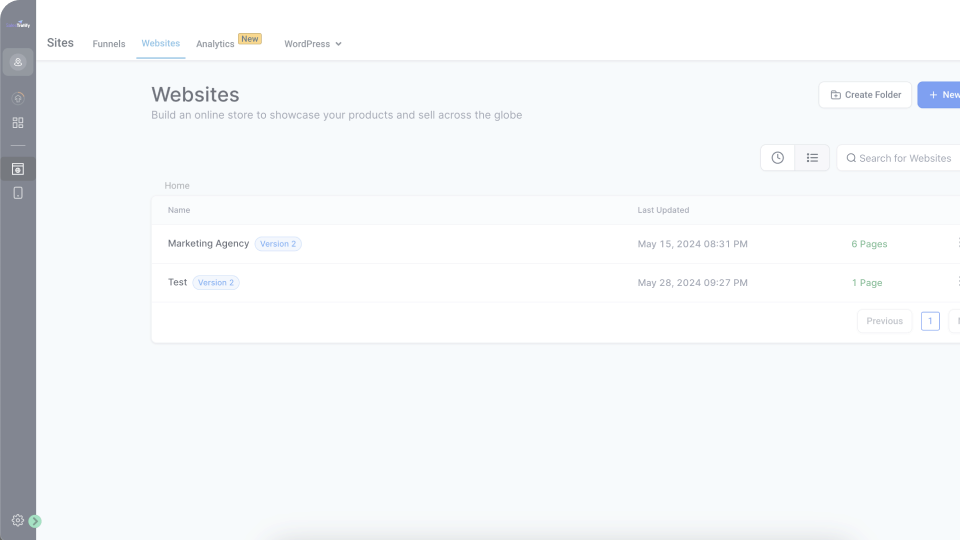 Sites
Funnels
Websites
Analytics
New
WordPress
Websites
Build an online store to showcase your products and sell across the globe
Create Folder
+ New
Search for Websites
Home
Name
Last Updated
Marketing Agency
Version 2
May 15, 2024 08:31 PM
6 Pages
Test
Version 2
May 28, 2024 09:27 PM
1 Page
Previous
1